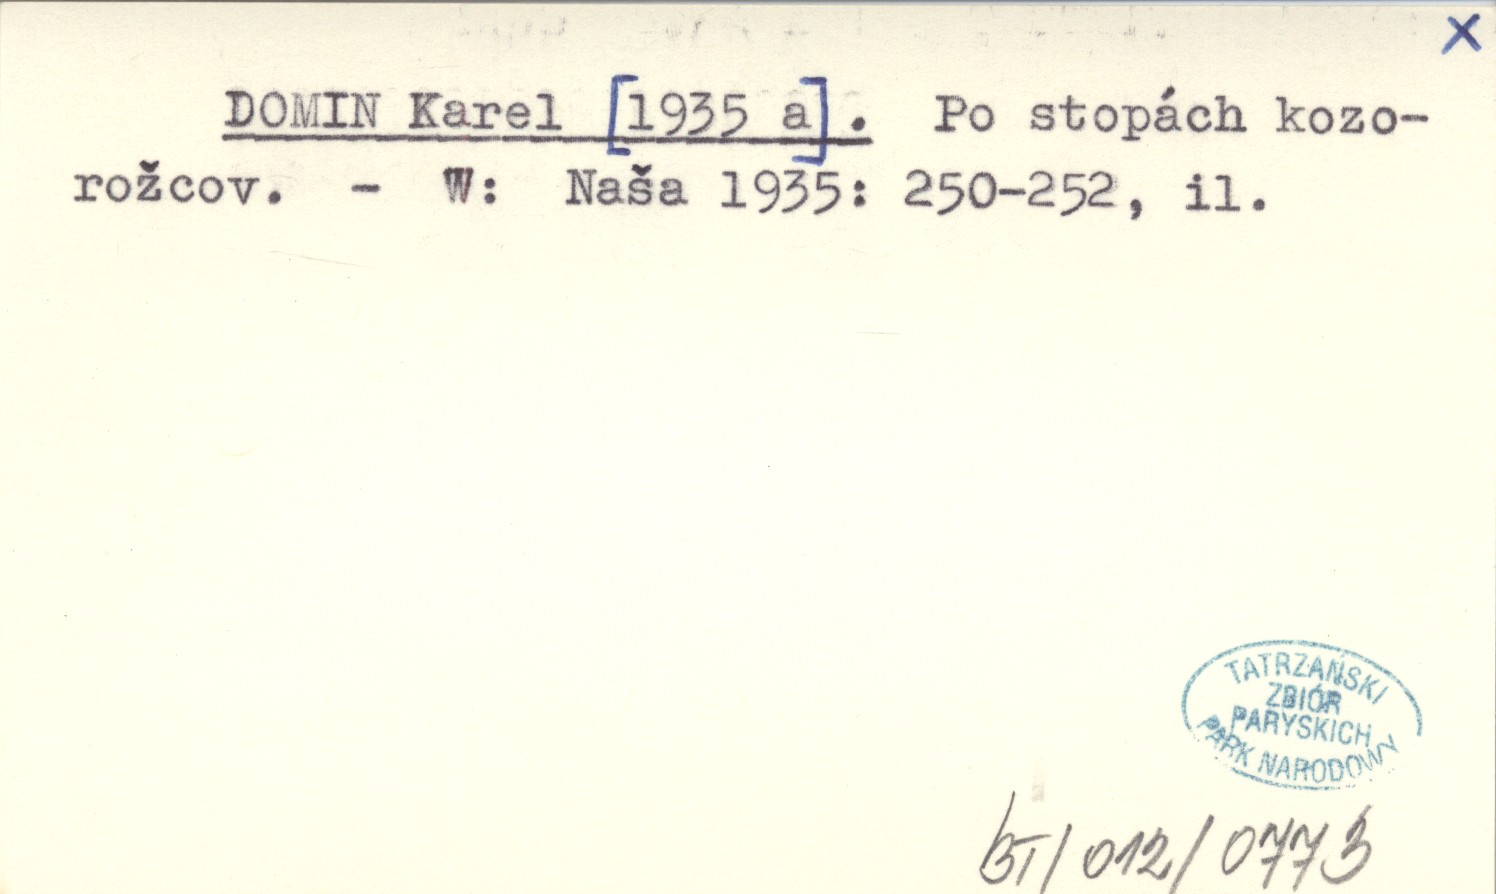 X
DOMIN Karel [1935 a]. Po stopách kozo-
rožcov. - W: Naša 1935: 250-252, il.
TATRZAŃSKI
ZBIÓR
PARYSKICH
PARK NARODOWY
BT/012/0773